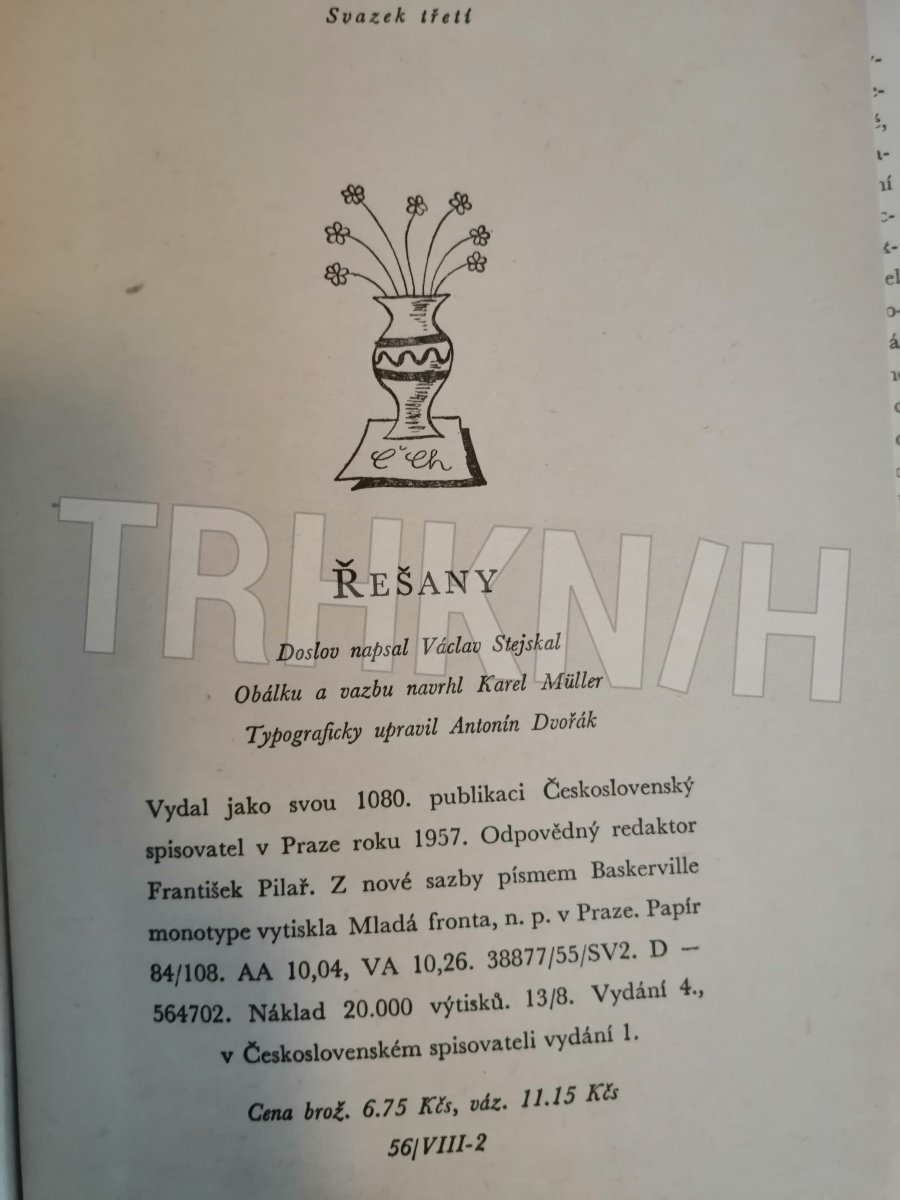 Svazek třetí
Č Ch
TRHKNIH
ŘEŠANY
Doslov napsal Václav Stejskal
Obálku a vazbu navrhl Karel Müller
Typograficky upravil Antonín Dvořák
Vydal jako svou 1080. publikaci Československý
spisovatel v Praze roku 1957. Odpovědný redaktor
František Pilař. Z nové sazby písmem Baskerville
monotype vytiskla Mladá fronta, n. p. v Praze. Papír
84/108. AA 10,04, VA 10,26. 38877/55/SV2. D —
564702. Náklad 20.000 výtisků. 13/8. Vydání 4.,
v Československém spisovateli vydání 1.
Cena brož. 6.75 Kčs, váz. 11.15 Kčs
56/VIII-2